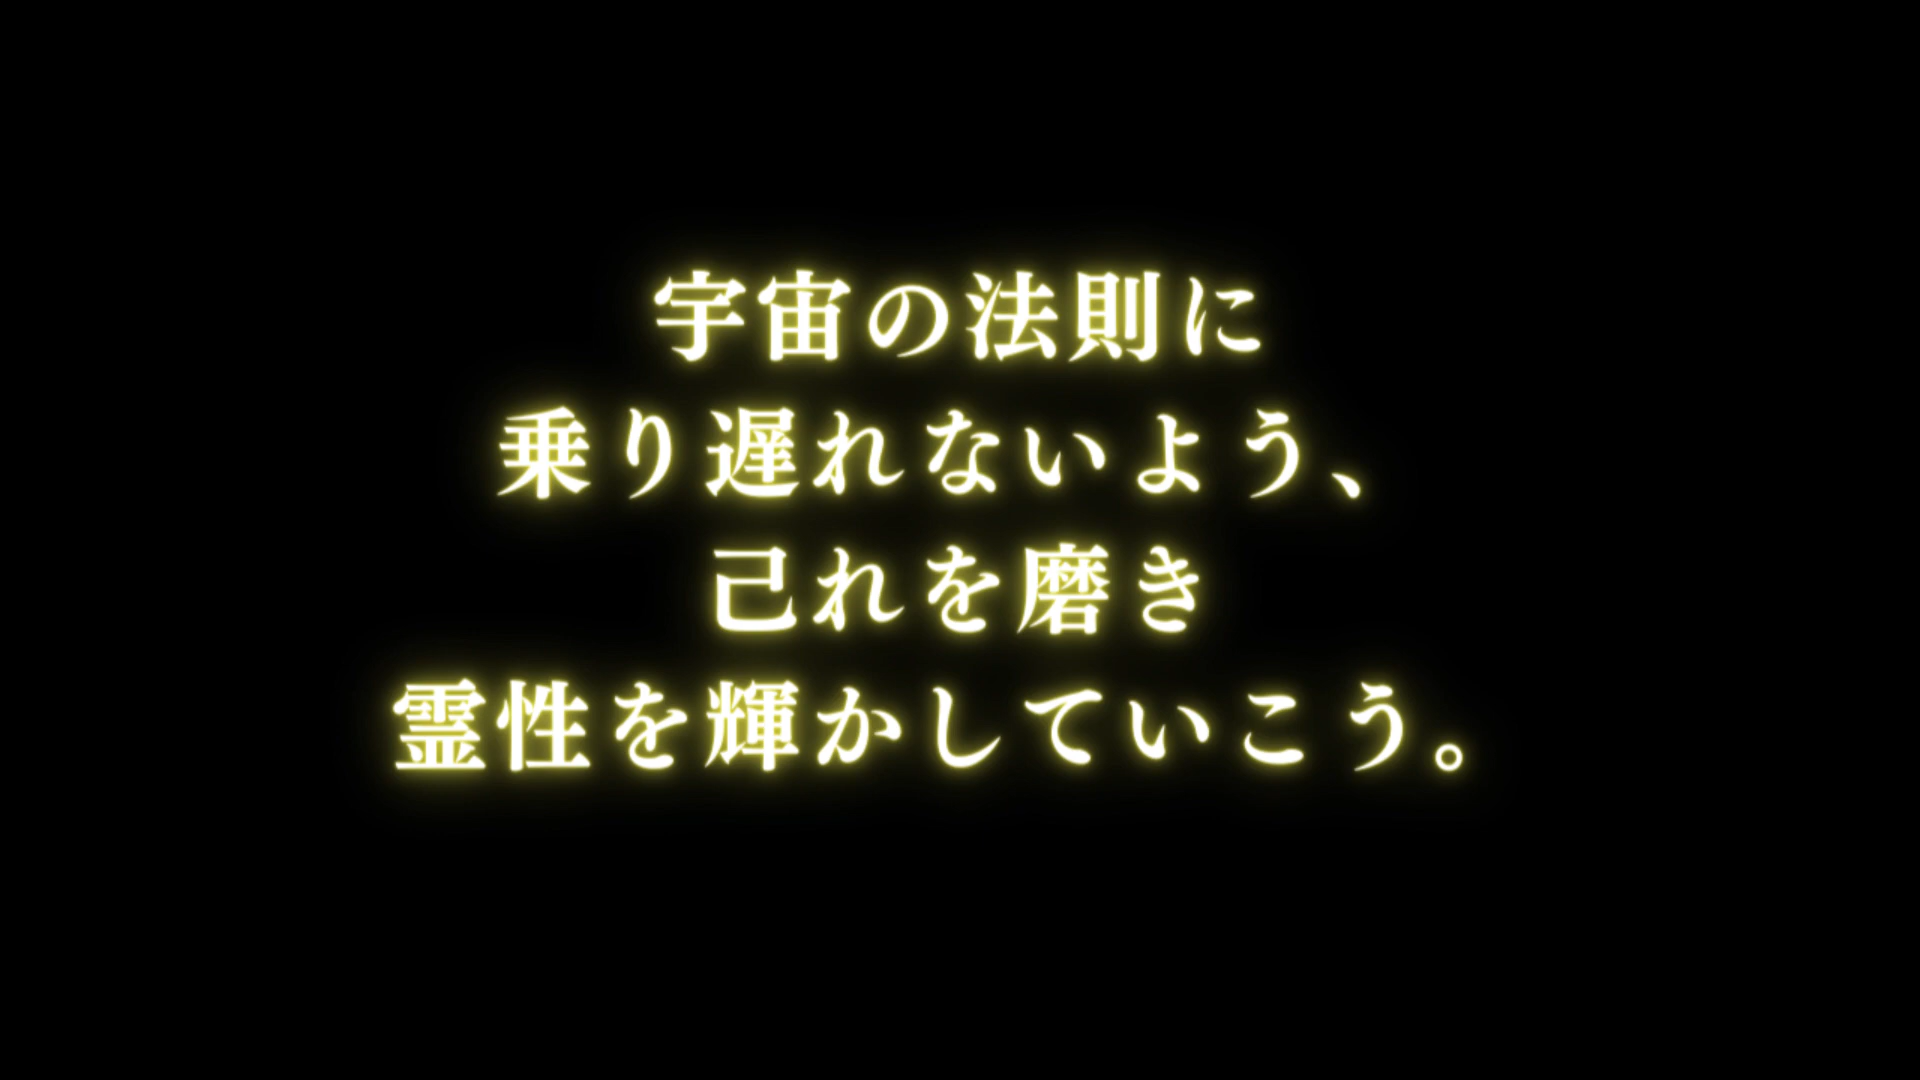 宇宙の法則に
乗り遅れないよう、
己れを磨き
霊性を輝かしていこう。